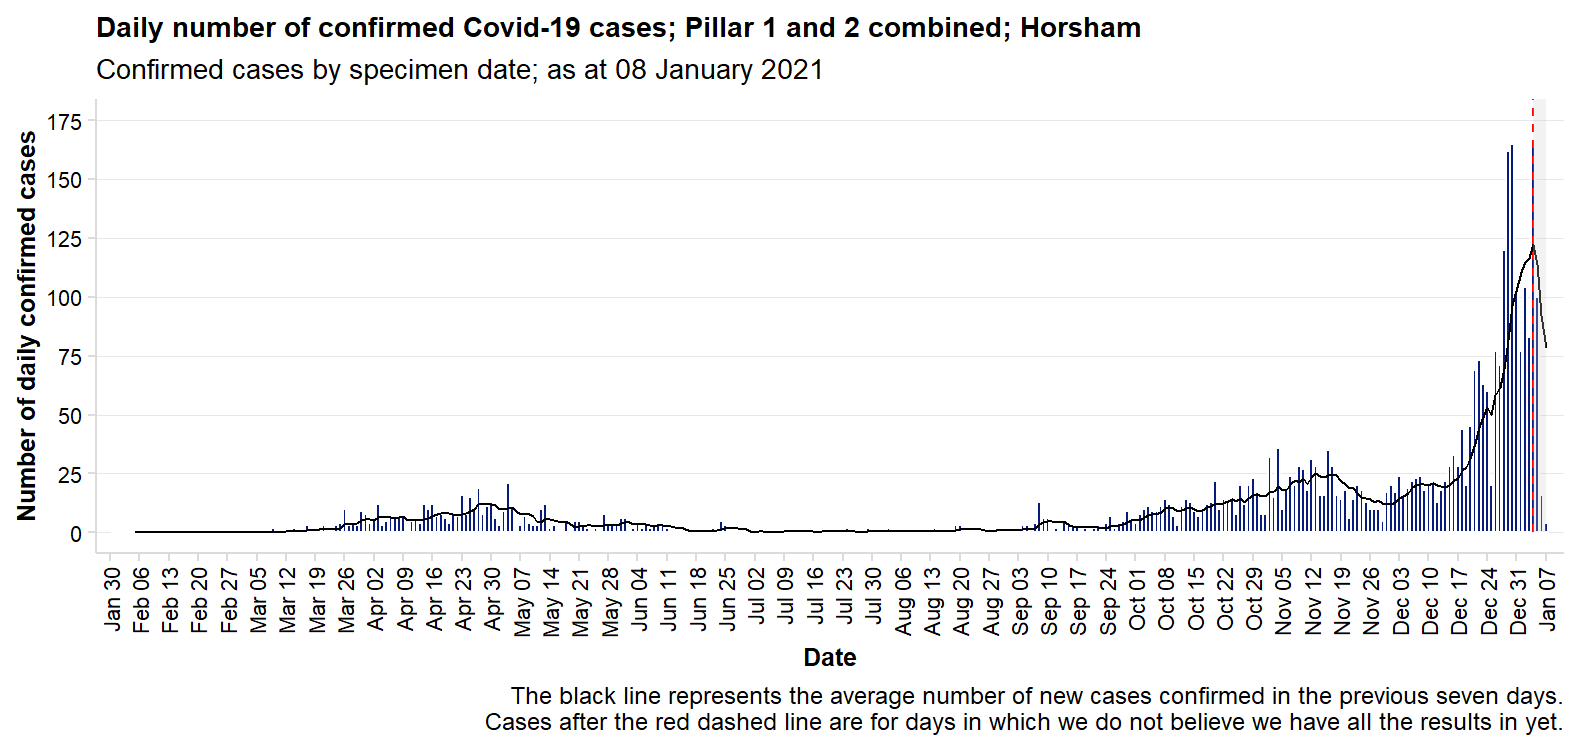 Daily number of confirmed Covid-19 cases; Pillar 1 and 2 combined; Horsham
Confirmed cases by specimen date; as at 08 January 2021
Number of daily confirmed cases
175
150
125
100
75
50
25
0
Jan 30
Feb 06
Feb 13
Feb 20
Feb 27
Mar 05
Mar 12
Mar 19
Mar 26
Apr 02
Apr 09
Apr 16
Apr 23
Apr 30
May 07
May 14
May 21
May 28
Jun 04
Jun 11
Jun 18
Jun 25
Jul 02
Jul 09
Jul 16
Jul 23
Jul 30
Aug 06
Aug 13
Aug 20
Aug 27
Sep 03
Sep 10
Sep 17
Sep 24
Oct 01
Oct 08
Oct 15
Oct 22
Oct 29
Nov 05
Nov 12
Nov 19
Nov 26
Dec 03
Dec 10
Dec 17
Dec 24
Dec 31
Jan 07
Date
The black line represents the average number of new cases confirmed in the previous seven days.
Cases after the red dashed line are for days in which we do not believe we have all the results in yet.